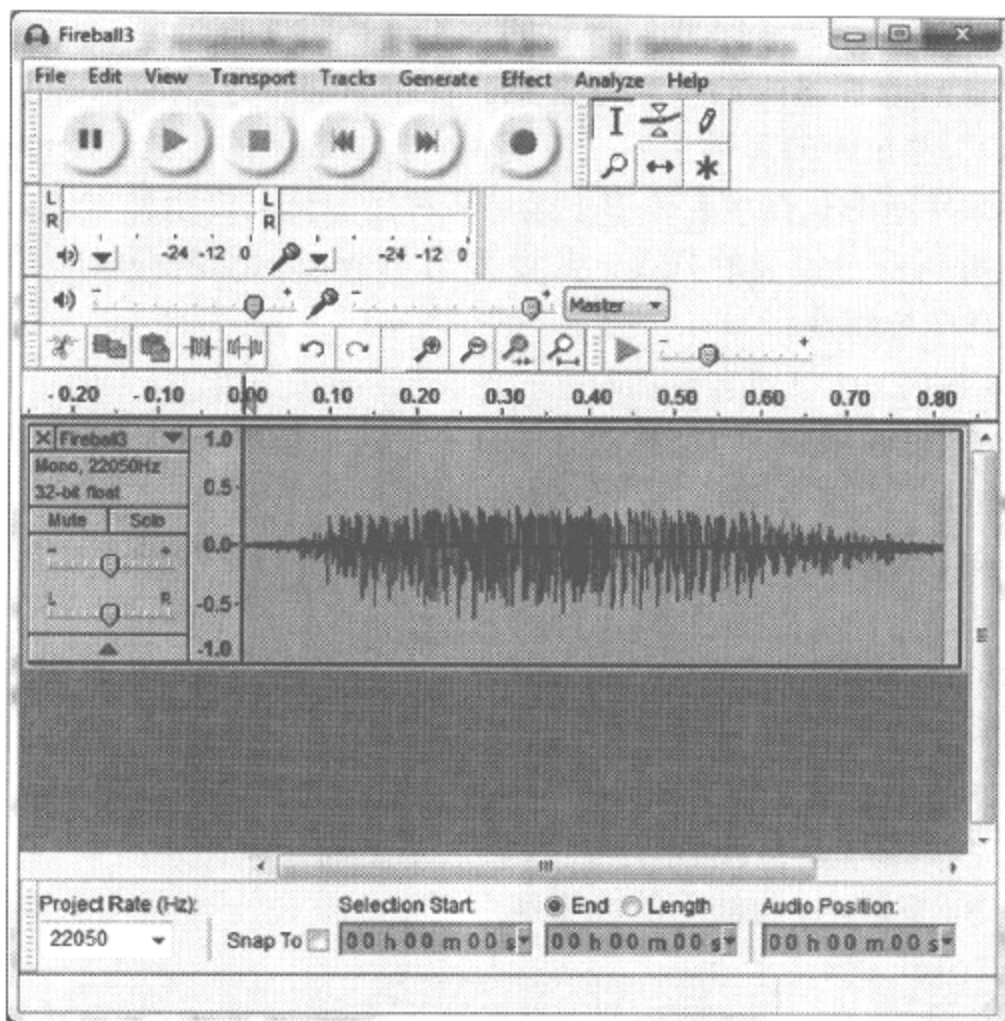 Fireball3
File Edit View Transport Tracks Generate Effect Analyze Help
L L
R R
-24 -12 0 -24 -12 0
- + - + Master
- +
- 0.20 - 0.10 0.00 0.10 0.20 0.30 0.40 0.50 0.60 0.70 0.80
Fireball3 1.0
Mono, 22050Hz
32-bit float 0.5
Mute Solo
- + 0.0
L R -0.5
-1.0
Project Rate (Hz): Selection Start: End Length Audio Position:
22050 Snap To 00 h 00 m 00 s 00 h 00 m 00 s 00 h 00 m 00 s